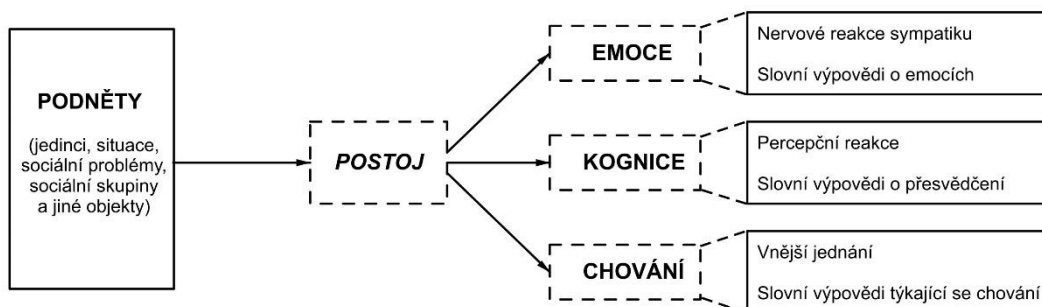 PODNĚTY
(jedinci, situace,
sociální problémy,
sociální skupiny
a jiné objekty)
POSTOJ
EMOCE
Nervové reakce sympatiku
Slovní výpovědi o emocích
KOGNICE
Percepční reakce
Slovní výpovědi o přesvědčení
CHOVÁNÍ
Vnější jednání
Slovní výpovědi týkající se chování